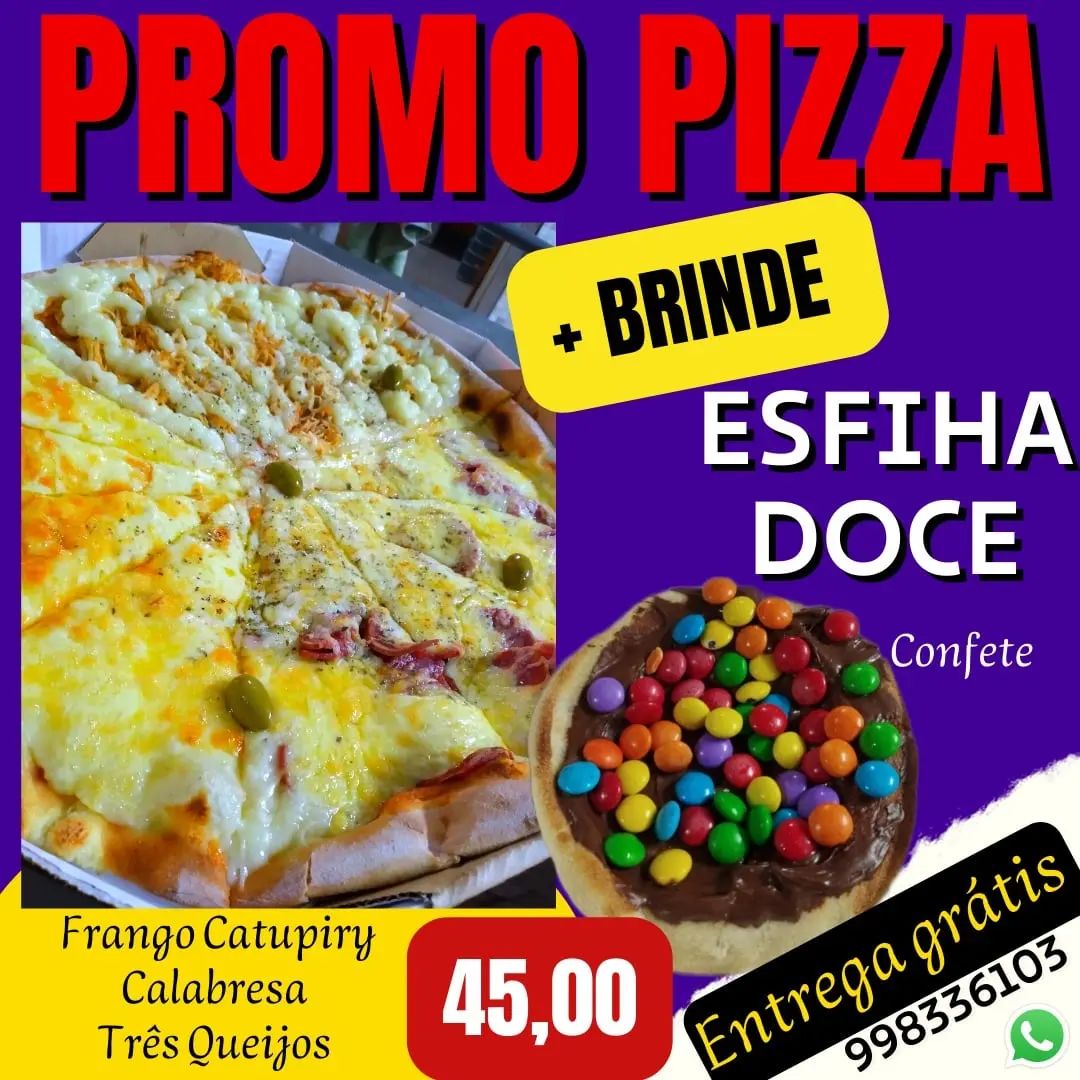 PROMO PIZZA
+ BRINDE
ESFIHA
DOCE
Confete
Frango Catupiry
Calabresa
Três Queijos
45,00
Entrega grátis
998336103